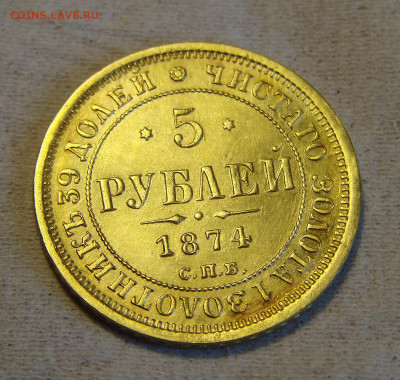 COINS.LAVE.RU
5
РУБЛЕЙ
1874
С.П.Б.
ЧИСТАГО ЗОЛОТА 1 ЗОЛОТНИКЪ 39 ДОЛЕЙ